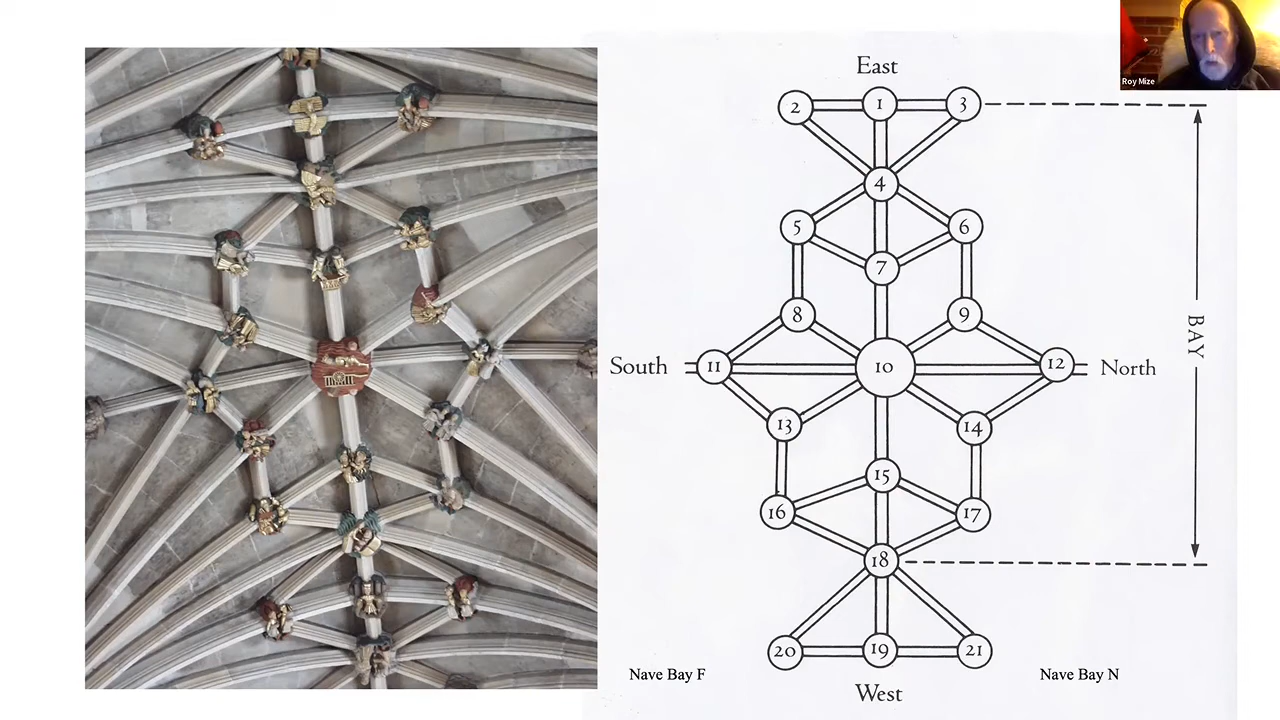 Roy Mize
East
2 1 3
4
5 6
7
8 9
South 11 10 12 North
BAY
13 14
15
16 17
18
20 19 21
Nave Bay F
Nave Bay N
West